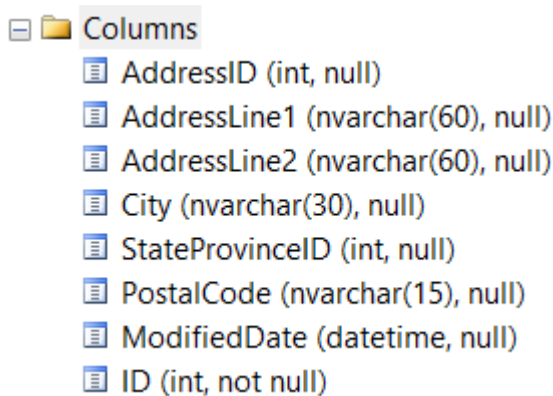 Columns
AddressID (int, null)
AddressLine1 (nvarchar(60), null)
AddressLine2 (nvarchar(60), null)
City (nvarchar(30), null)
StateProvinceID (int, null)
PostalCode (nvarchar(15), null)
ModifiedDate (datetime, null)
ID (int, not null)